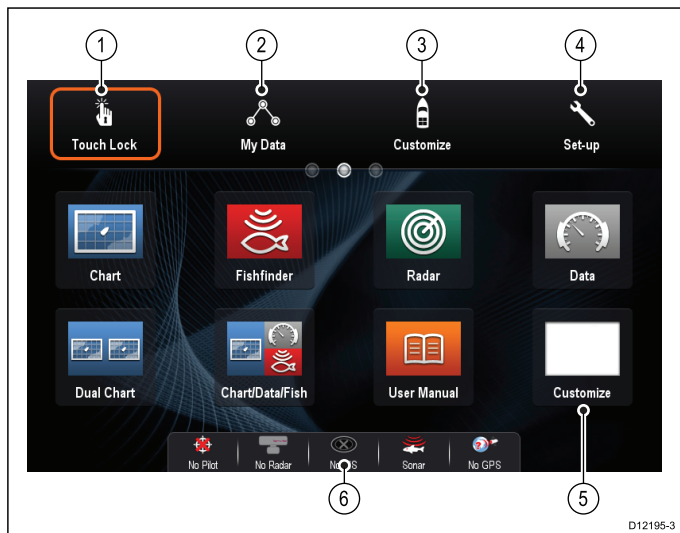 1 2 3 4
Touch Lock My Data Customize Set-up
Chart Fishfinder Radar Data
Dual Chart Chart/Data/Fish User Manual Customize
No Pilot No Radar Sonar No GPS
6 5
D12195-3